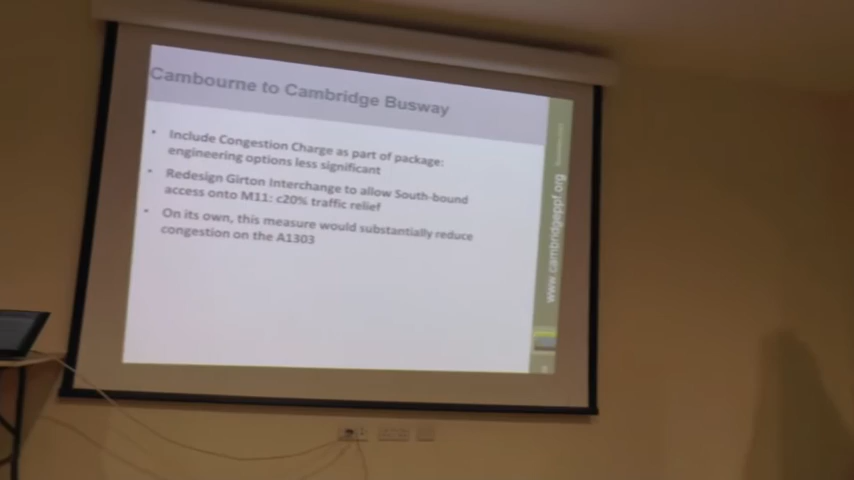 Cambourne to Cambridge Busway
• Include Congestion Charge as part of package:
engineering options less significant
• Redesign Girton Interchange to allow South-bound
access onto M11: c20% traffic relief
• On its own, this measure would substantially reduce
congestion on the A1303
www.cambridgeppf.org